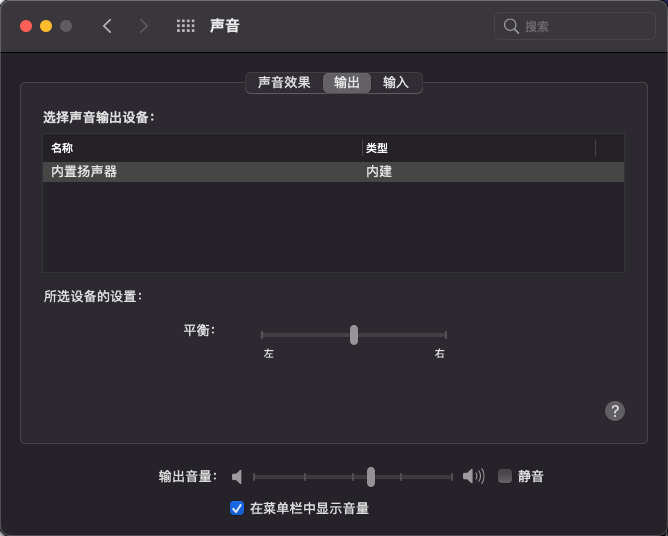 声音
搜索
声音效果 输出 输入
选择声音输出设备：
名称 类型
内置扬声器 内建
所选设备的设置：
平衡：
左 右
?
输出音量： 静音
在菜单栏中显示音量